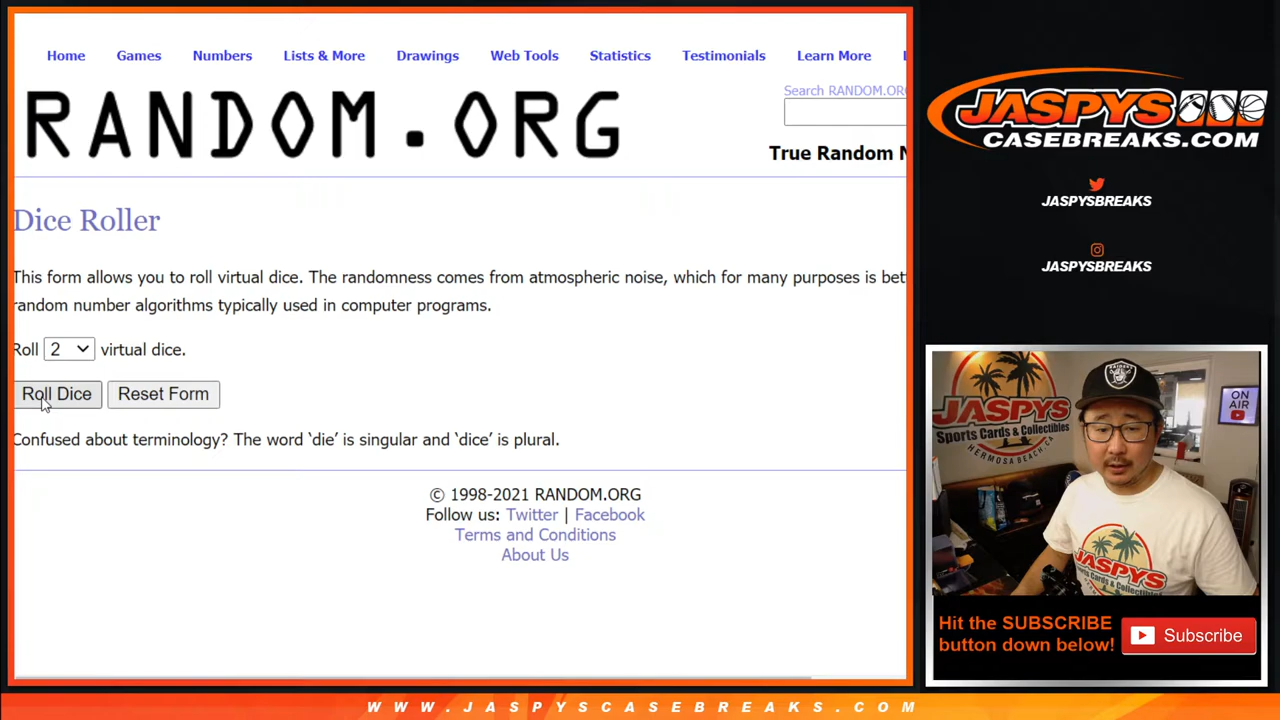 Home Games Numbers Lists & More Drawings Web Tools Statistics Testimonials Learn More
RANDOM.ORG
Search RANDOM.ORG
True Random N
Dice Roller
This form allows you to roll virtual dice. The randomness comes from atmospheric noise, which for many purposes is bet
random number algorithms typically used in computer programs.
Roll 2 virtual dice.
Roll Dice Reset Form
Confused about terminology? The word ‘die’ is singular and ‘dice’ is plural.
© 1998-2021 RANDOM.ORG
Follow us: Twitter | Facebook
Terms and Conditions
About Us
JASPYS
CASEBREAKS.COM
JASPYSBREAKS
JASPYSBREAKS
JASPYS
Sports Cards & Collectibles
HERMOSA BEACH, CA
RAIDERS
ON
AIR
JASPYS
Sports Cards & Collectibles
Hit the SUBSCRIBE
button down below!
Subscribe
WWW.JASPYSCASEBREAKS.COM